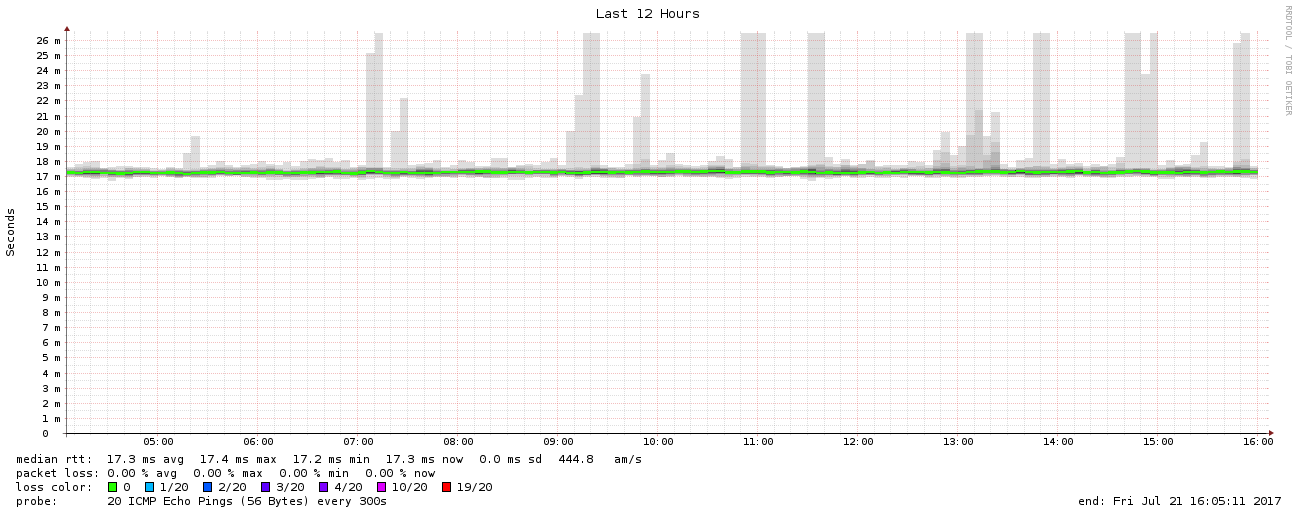 Last 12 Hours
RRDTOOL / TOBI OETIKER
Seconds
26 m
25 m
24 m
23 m
22 m
21 m
20 m
19 m
18 m
17 m
16 m
15 m
14 m
13 m
12 m
11 m
10 m
9 m
8 m
7 m
6 m
5 m
4 m
3 m
2 m
1 m
0
05:00 06:00 07:00 08:00 09:00 10:00 11:00 12:00 13:00 14:00 15:00 16:00
median rtt: 17.3 ms avg 17.4 ms max 17.2 ms min 17.3 ms now 0.0 ms sd 444.8 am/s
packet loss: 0.00 % avg 0.00 % max 0.00 % min 0.00 % now
loss color: 0 1/20 2/20 3/20 4/20 10/20 19/20
probe: 20 ICMP Echo Pings (56 Bytes) every 300s end: Fri Jul 21 16:05:11 2017